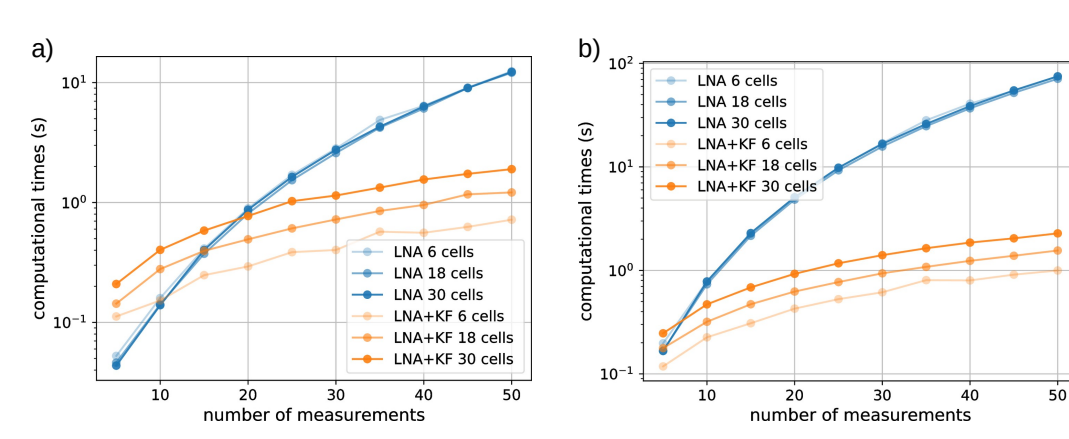 a)
computational times (s)
10¹
10⁰
10⁻¹
LNA 6 cells
LNA 18 cells
LNA 30 cells
LNA+KF 6 cells
LNA+KF 18 cells
LNA+KF 30 cells
10 20 30 40 50
number of measurements
b)
computational times (s)
10²
10¹
10⁰
10⁻¹
LNA 6 cells
LNA 18 cells
LNA 30 cells
LNA+KF 6 cells
LNA+KF 18 cells
LNA+KF 30 cells
10 20 30 40 50
number of measurements